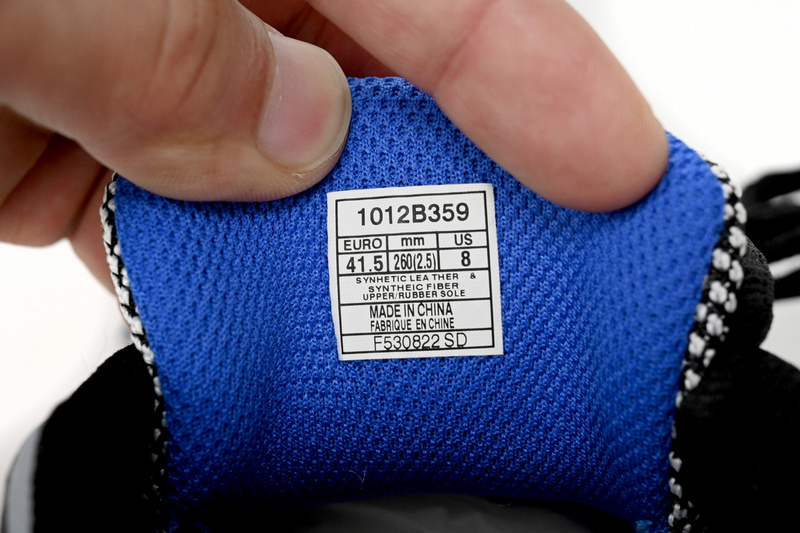 1012B359
EURO mm US
41.5 260(2.5) 8
SYNHETIC LEA THER &
SYNTHEIC FIBER
UPPER/RUBBER SOLE
MADE IN CHINA
FABRIQUE EN CHINE
F530822 SD